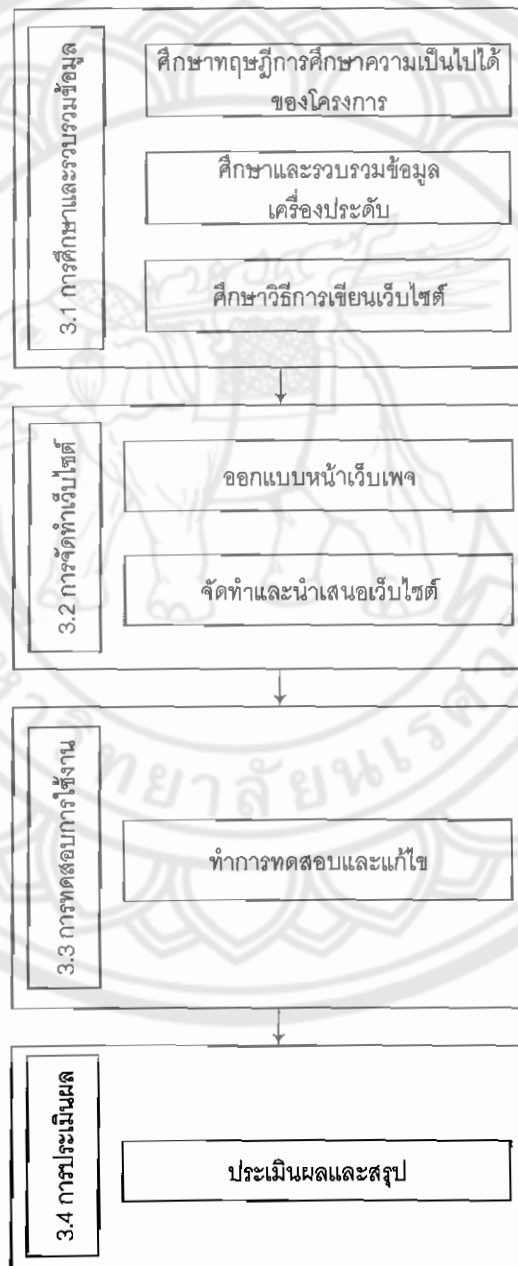 3.1 การศึกษาและรวบรวมข้อมูล
ศึกษาทฤษฎีการศึกษาความเป็นไปได้
ของโครงการ
ศึกษาและรวบรวมข้อมูล
เครื่องประดับ
ศึกษาวิธีการเขียนเว็บไซต์
3.2 การจัดทำเว็บไซต์
ออกแบบหน้าเว็บเพจ
จัดทำและนำเสนอเว็บไซต์
3.3 การทดสอบการใช้งาน
ทำการทดสอบและแก้ไข
3.4 การประเมินผล
ประเมินผลและสรุป